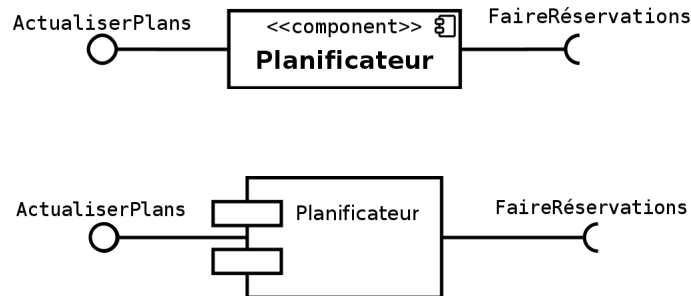 ActualiserPlans
<<component>>
Planificateur
FaireRéservations
ActualiserPlans
Planificateur
FaireRéservations